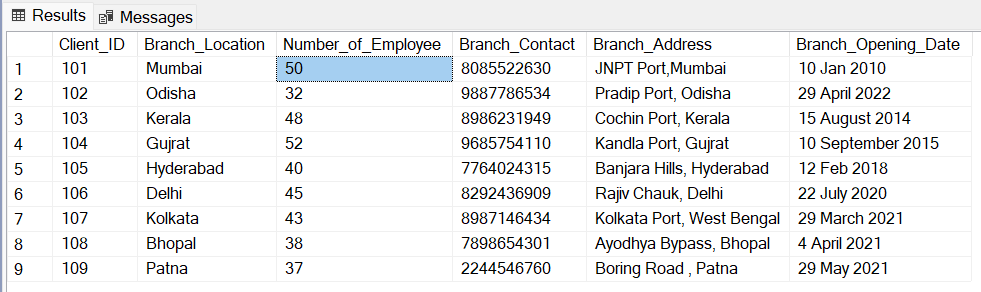 Results Messages
Client_ID Branch_Location Number_of_Employee Branch_Contact Branch_Address Branch_Opening_Date
1 101 Mumbai 50 8085522630 JNPT Port,Mumbai 10 Jan 2010
2 102 Odisha 32 9887786534 Pradip Port, Odisha 29 April 2022
3 103 Kerala 48 8986231949 Cochin Port, Kerala 15 August 2014
4 104 Gujrat 52 9685754110 Kandla Port, Gujrat 10 September 2015
5 105 Hyderabad 40 7764024315 Banjara Hills, Hyderabad 12 Feb 2018
6 106 Delhi 45 8292436909 Rajiv Chauk, Delhi 22 July 2020
7 107 Kolkata 43 8987146434 Kolkata Port, West Bengal 29 March 2021
8 108 Bhopal 38 7898654301 Ayodhya Bypass, Bhopal 4 April 2021
9 109 Patna 37 2244546760 Boring Road , Patna 29 May 2021